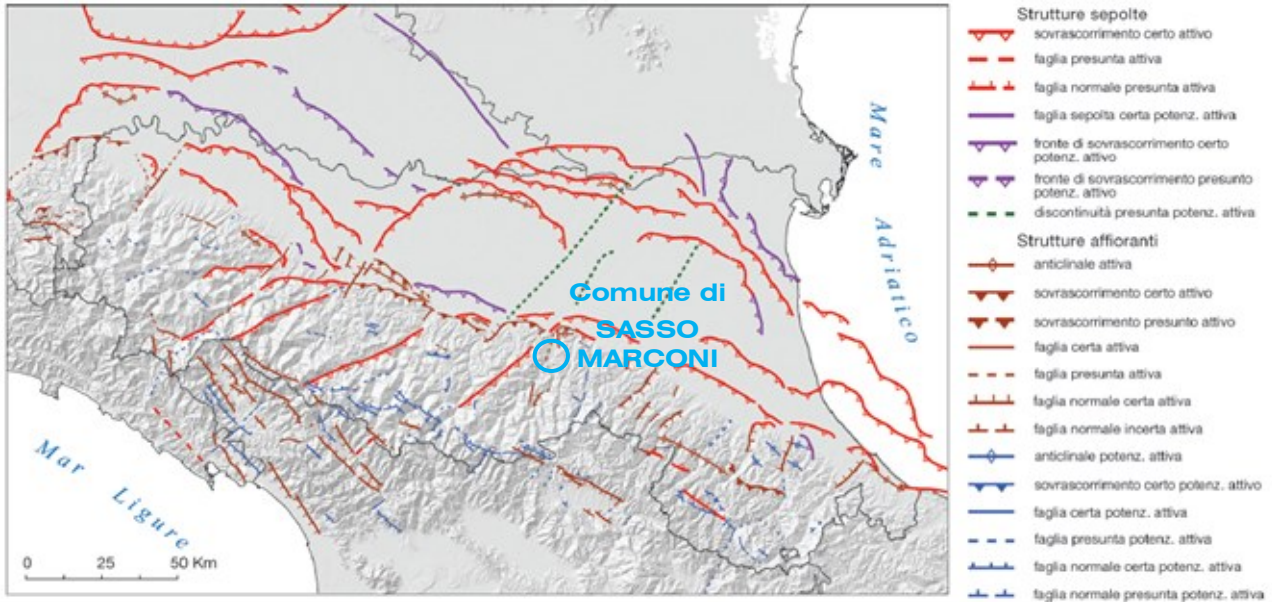 Mare
Adriatico
Comune di
SASSO
MARCONI
Mar
Ligure
0 25 50 Km
Strutture sepolte
sovrascorrimento certo attivo
faglia presunta attiva
faglia normale presunta attiva
faglia sepolta certa potenz. attiva
fronte di sovrascorrimento certo
potenz. attivo
fronte di sovrascorrimento presunto
potenz. attivo
discontinuità presunta potenz. attiva
Strutture affioranti
anticlinale attiva
sovrascorrimento certo attivo
sovrascorrimento presunto attivo
faglia certa attiva
faglia presunta attiva
faglia normale certa attiva
faglia normale incerta attiva
anticlinale potenz. attiva
sovrascorrimento certo potenz. attivo
faglia certa potenz. attiva
faglia presunta potenz. attiva
faglia normale certa potenz. attiva
faglia normale presunta potenz. attiva